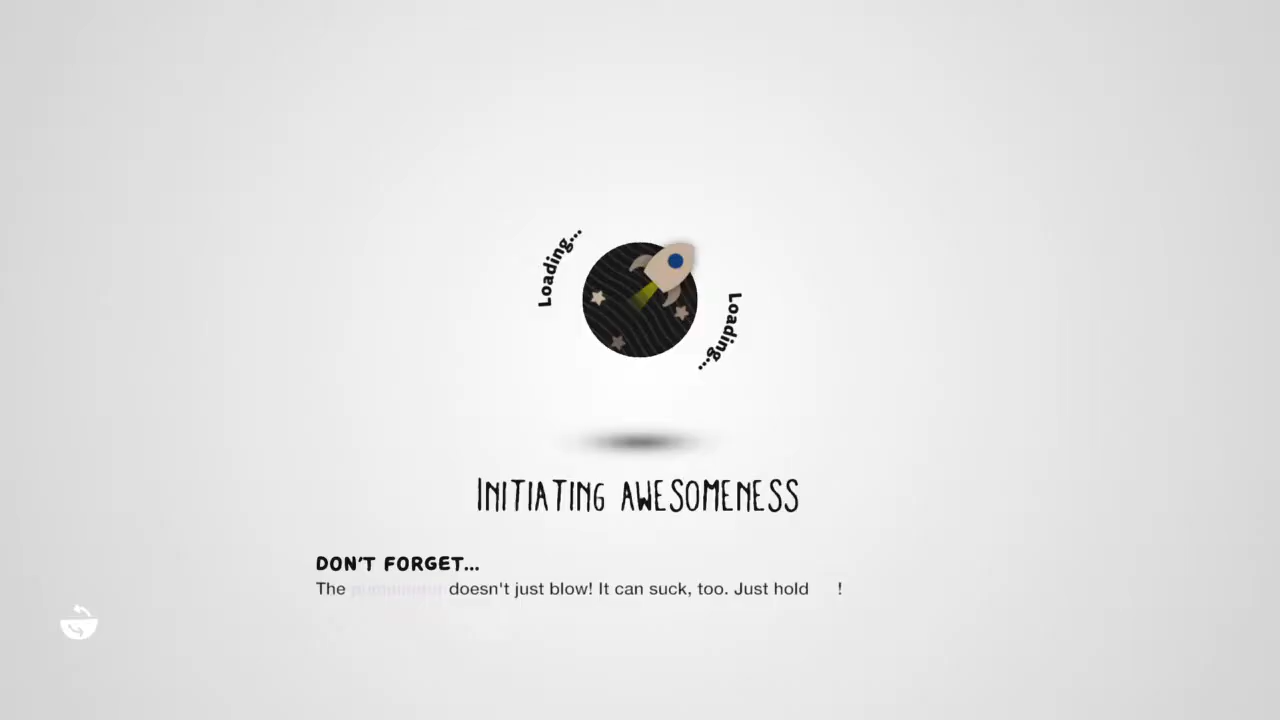 Loading...
Loading...
INITIATING AWESOMENESS
DON'T FORGET...
The doesn't just blow! It can suck, too. Just hold !